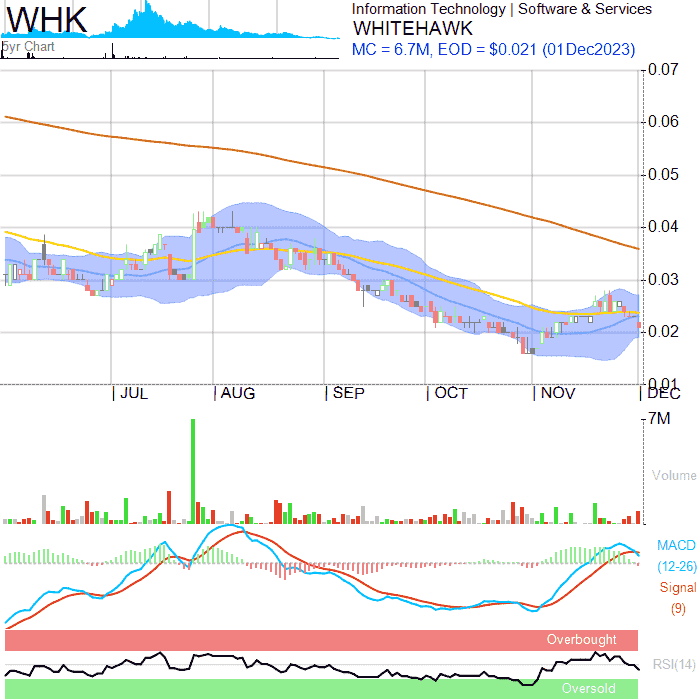 WHK
5yr Chart
Information Technology | Software & Services
WHITEHAWK
MC = 6.7M, EOD = $0.021 (01Dec2023)
0.07
0.06
0.05
0.04
0.03
0.02
0.01
JUL
AUG
SEP
OCT
NOV
DEC
7M
Volume
MACD
(12-26)
Signal
(9)
Overbought
RSI(14)
Oversold